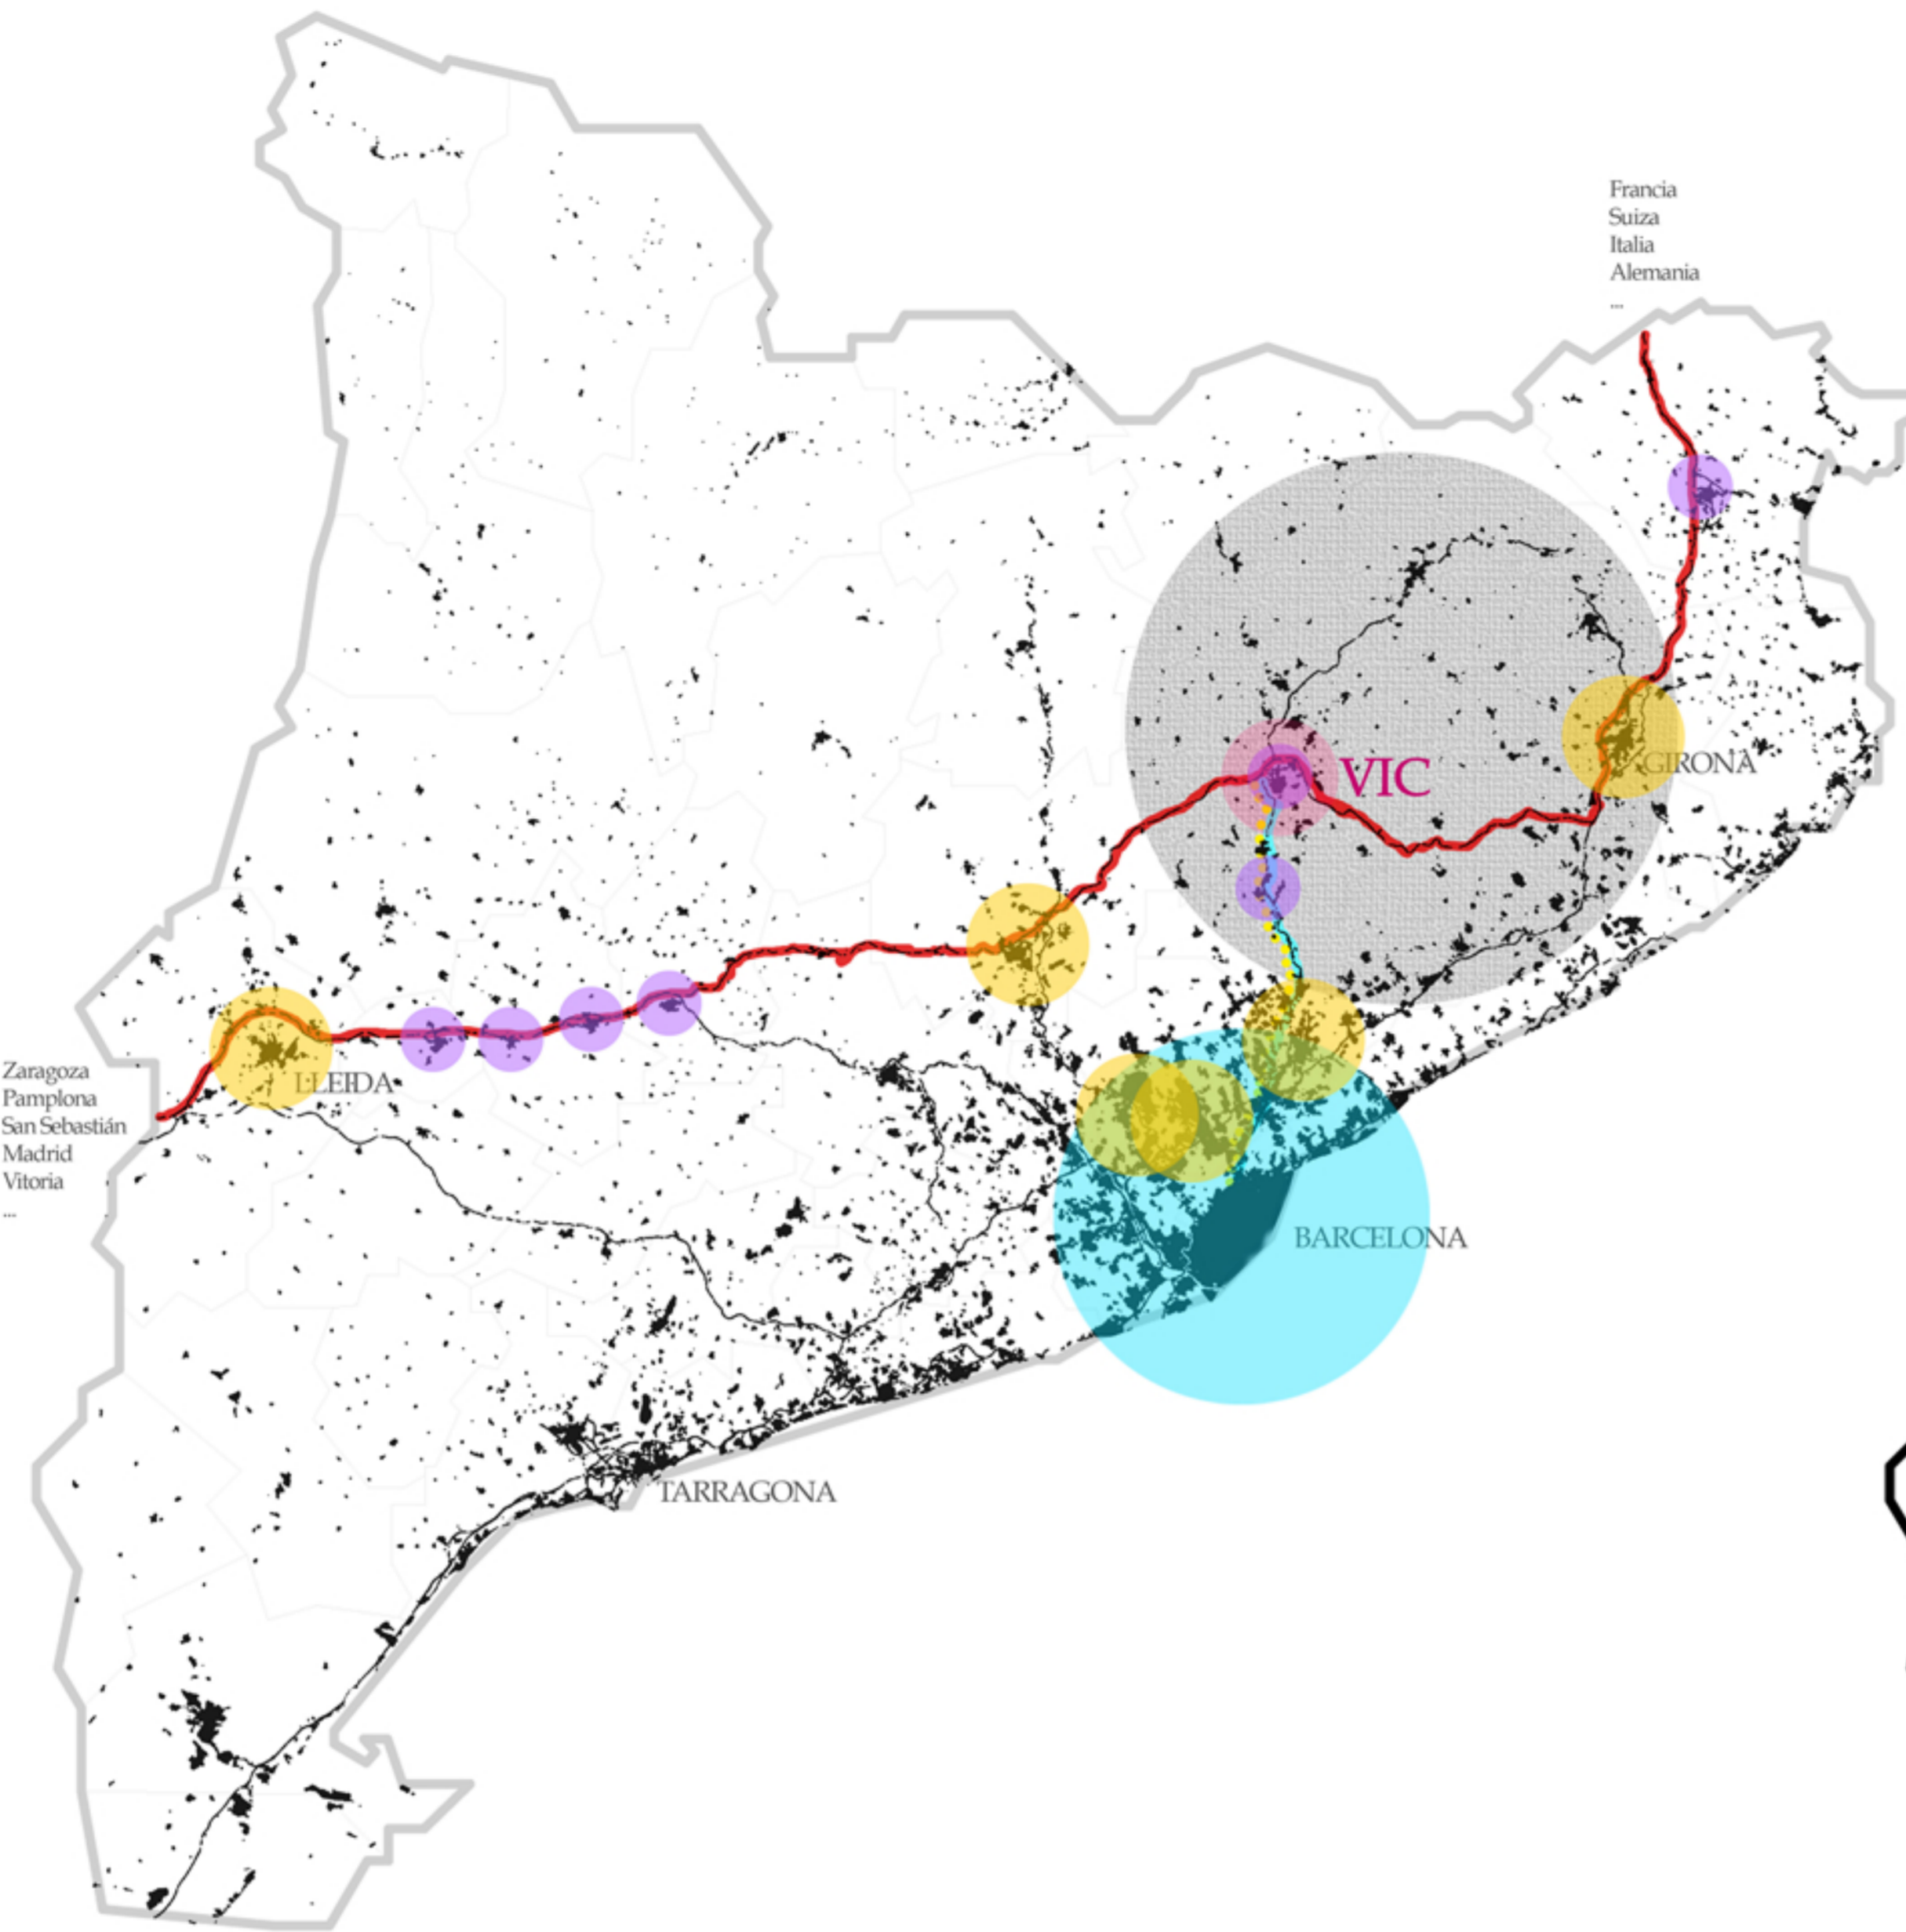 Francia
Suiza
Italia
Alemania
...
VIC
GIRONA
Zaragoza
Pamplona
San Sebastián
Madrid
Vitoria
...
LLEIDA
BARCELONA
TARRAGONA